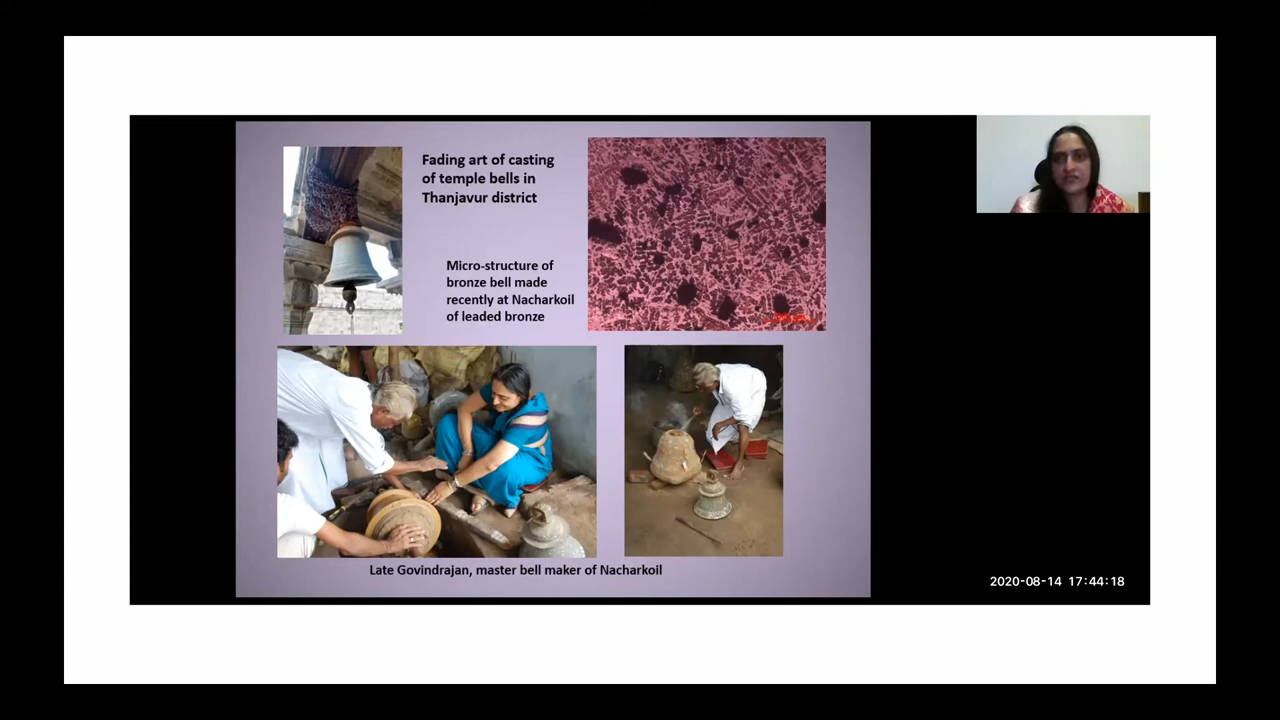 Fading art of casting
of temple bells in
Thanjavur district
Micro-structure of
bronze bell made
recently at Nacharkoil
of leaded bronze
Late Govindrajan, master bell maker of Nacharkoil
2020-08-14 17:44:18